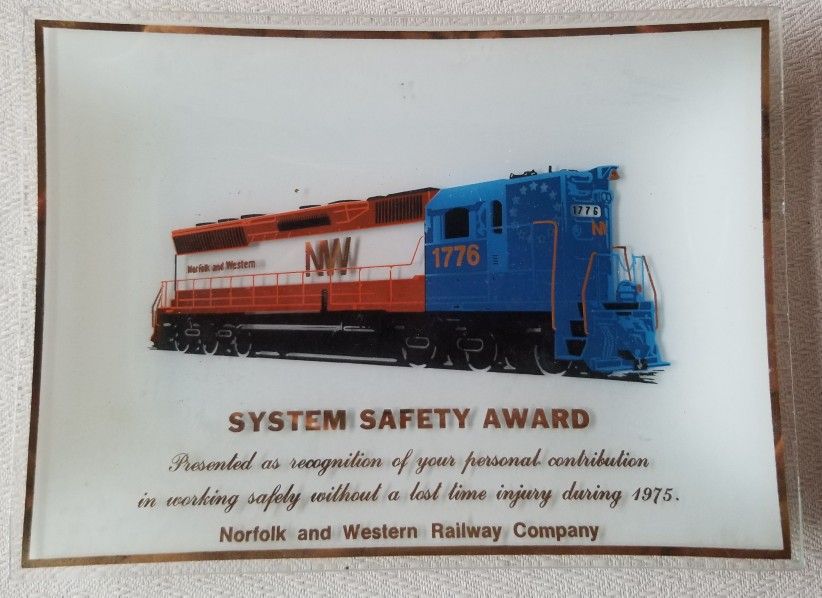 1776
NW
Norfolk and Western
NW
1776
SYSTEM SAFETY AWARD
Presented as recognition of your personal contribution
in working safely without a lost time injury during 1975.
Norfolk and Western Railway Company